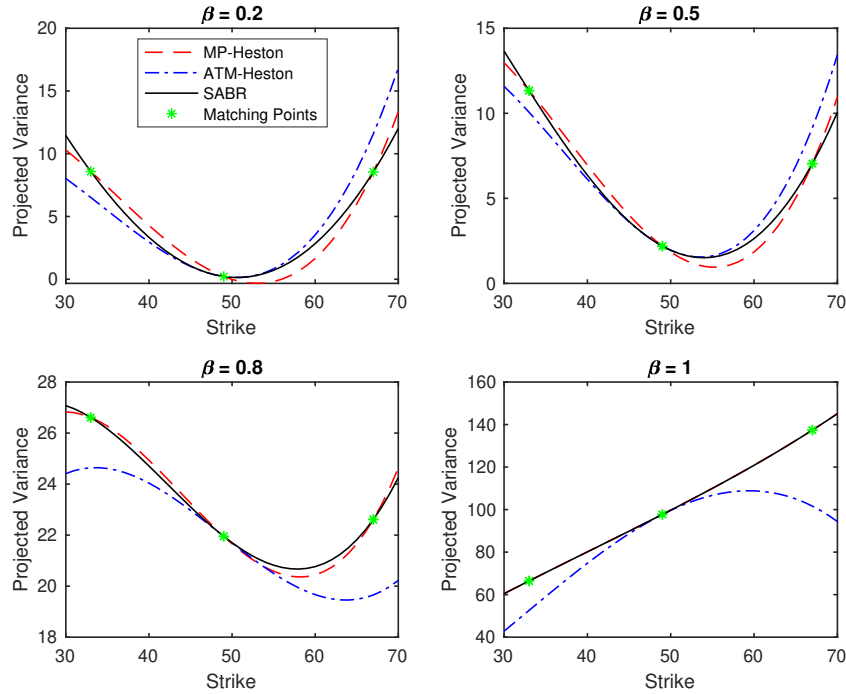 β = 0.2
20
15
10
5
0
30 40 50 60 70
Projected Variance
Strike
MP-Heston
ATM-Heston
SABR
Matching Points
β = 0.5
15
10
5
0
30 40 50 60 70
Projected Variance
Strike
β = 0.8
28
26
24
22
20
18
30 40 50 60 70
Projected Variance
Strike
β = 1
160
140
120
100
80
60
40
30 40 50 60 70
Projected Variance
Strike